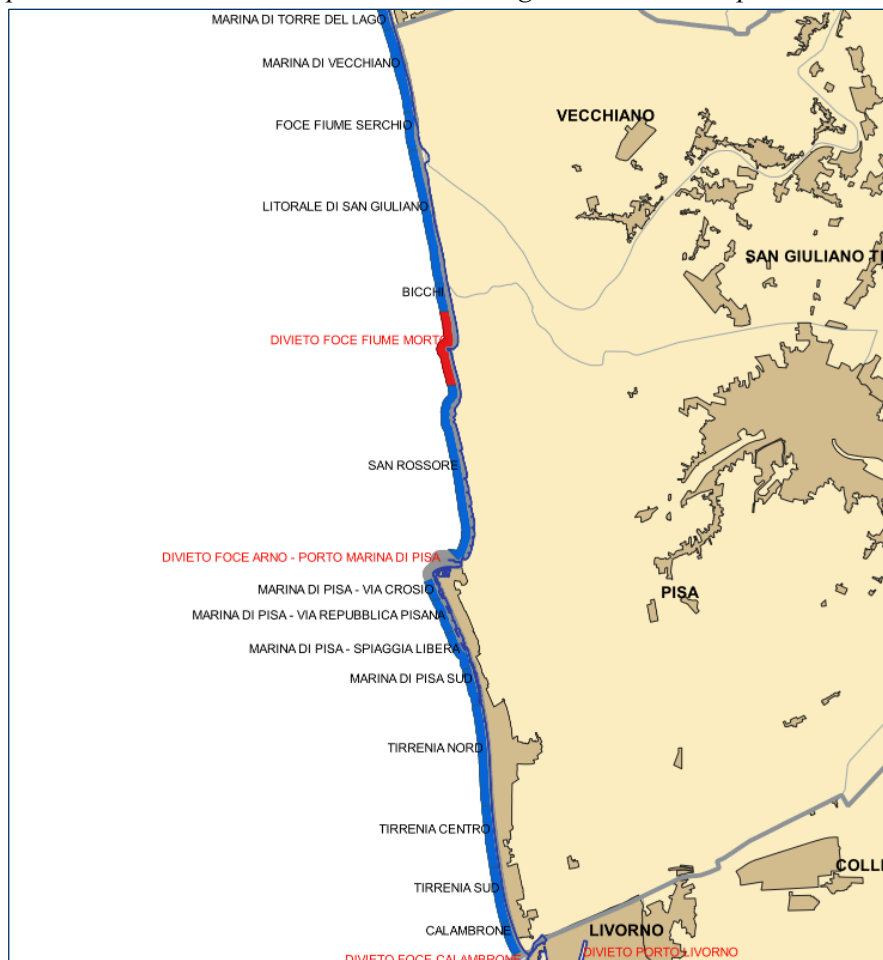 MARINA DI TORRE DEL LAGO
MARINA DI VECCHIANO
VECCHIANO
FOCE FIUME SERCHIO
LITORALE DI SAN GIULIANO
SAN GIULIANO T
BICCHI
DIVIETO FOCE FIUME MORTO
SAN ROSSORE
DIVIETO FOCE ARNO - PORTO MARINA DI PISA
MARINA DI PISA - VIA CROSIO
PISA
MARINA DI PISA - VIA REPUBBLICA PISANA
MARINA DI PISA - SPIAGGIA LIBERA
MARINA DI PISA SUD
TIRRENIA NORD
TIRRENIA CENTRO
COLL
TIRRENIA SUD
CALAMBRONE
LIVORNO
DIVIETO PORTO LIVORNO
DIVIETO FOCE CALAMBRONE